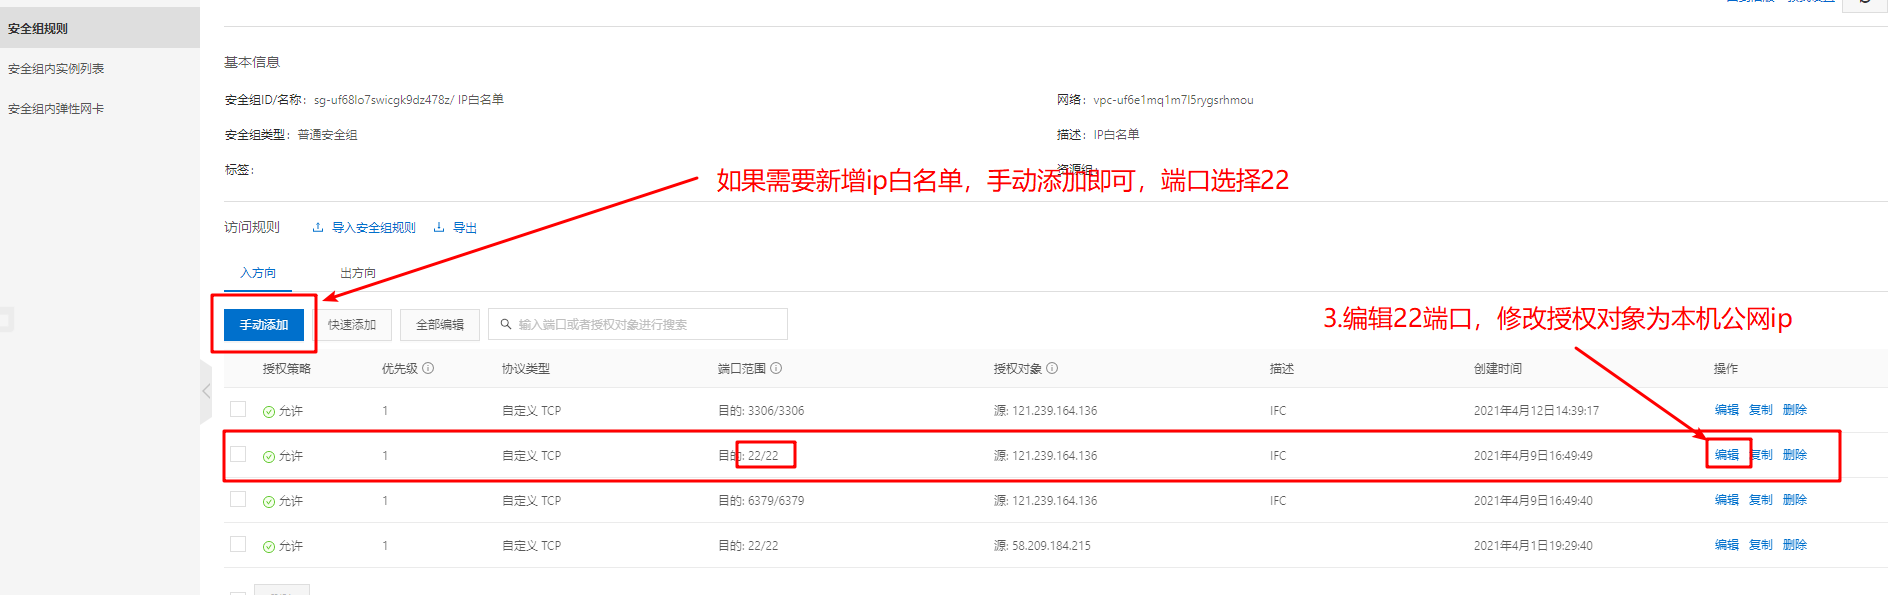 安全组规则
安全组内实例列表
安全组内弹性网卡
基本信息
安全组ID/名称: sg-uf68lo7swicgk9dz478z/ IP白名单
网络: vpc-uf6e1mq1m7l5rygsrhmou
安全组类型: 普通安全组
描述: IP白名单
标签:
资源组:
如果需要新增ip白名单，手动添加即可，端口选择22
访问规则 导入安全组规则 导出
入方向 出方向
手动添加 快速添加 全部编辑 输入端口或者授权对象进行搜索
3.编辑22端口，修改授权对象为本机公网ip
授权策略 优先级 协议类型 端口范围 授权对象 描述 创建时间 操作
允许 1 自定义 TCP 目的: 3306/3306 源: 121.239.164.136 IFC 2021年4月12日14:39:17 编辑 复制 删除
允许 1 自定义 TCP 目的: 22/22 源: 121.239.164.136 IFC 2021年4月9日16:49:49 编辑 复制 删除
允许 1 自定义 TCP 目的: 6379/6379 源: 121.239.164.136 IFC 2021年4月9日16:49:40 编辑 复制 删除
允许 1 自定义 TCP 目的: 22/22 源: 58.209.184.215 2021年4月1日19:29:40 编辑 复制 删除